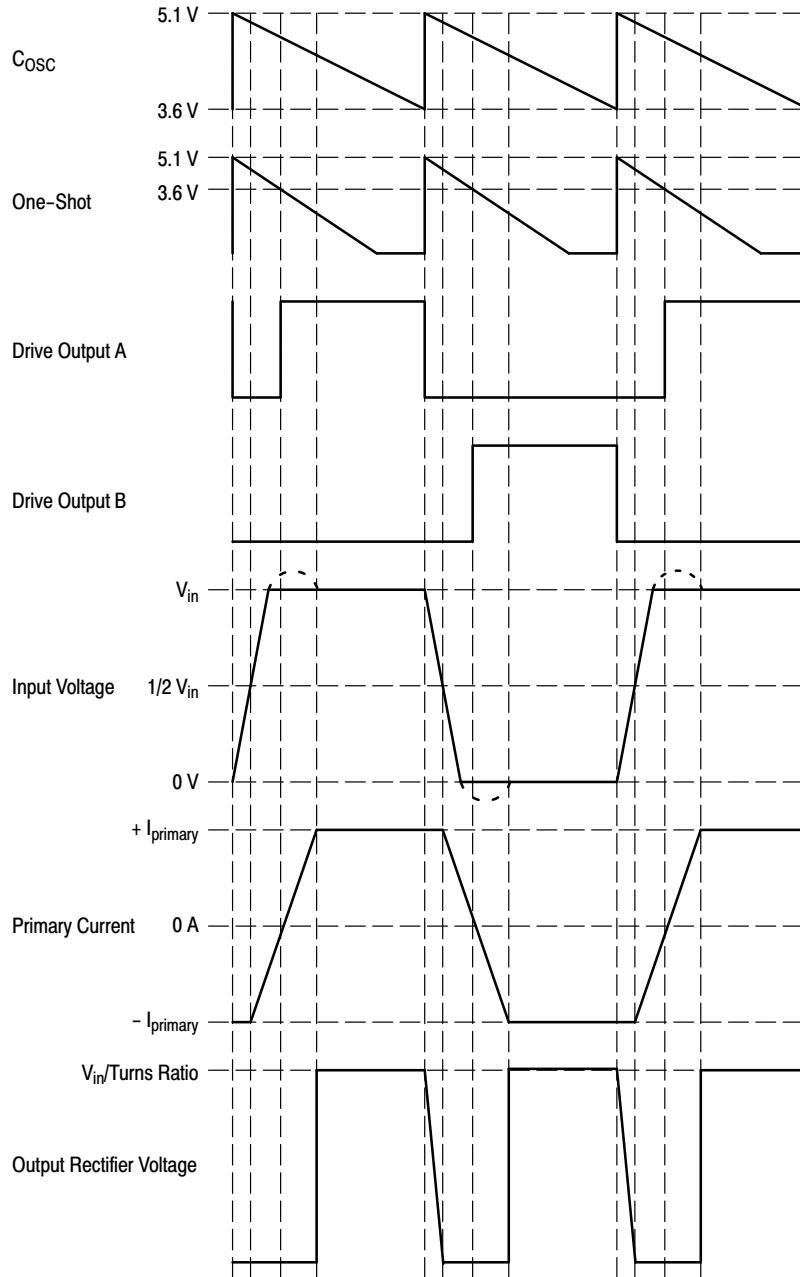 5.1 V
C_OSC
3.6 V
5.1 V
3.6 V
One-Shot
Drive Output A
Drive Output B
V_in
Input Voltage 1/2 V_in
0 V
+ I_primary
Primary Current 0 A
– I_primary
V_in/Turns Ratio
Output Rectifier Voltage